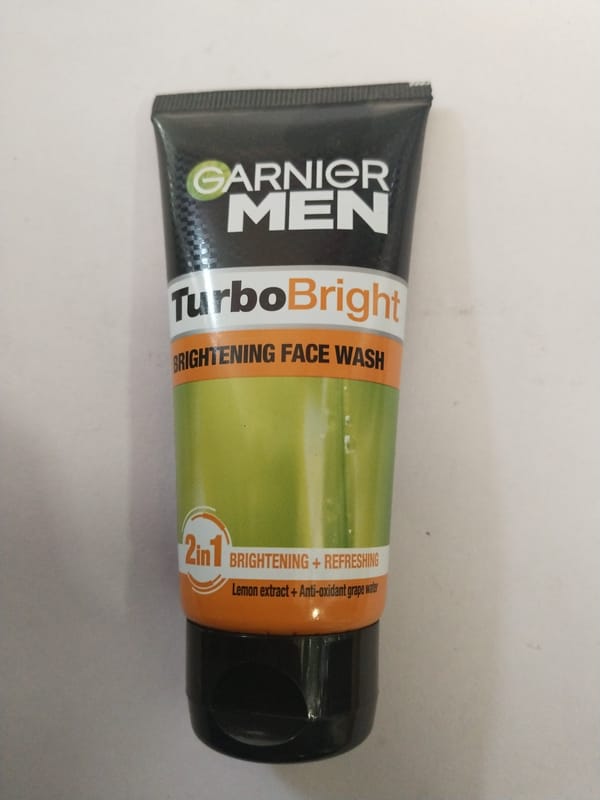 GARNIER
MEN
TurboBright
BRIGHTENING FACE WASH
2in1 BRIGHTENING + REFRESHING
Lemon extract + Anti-oxidant grape water